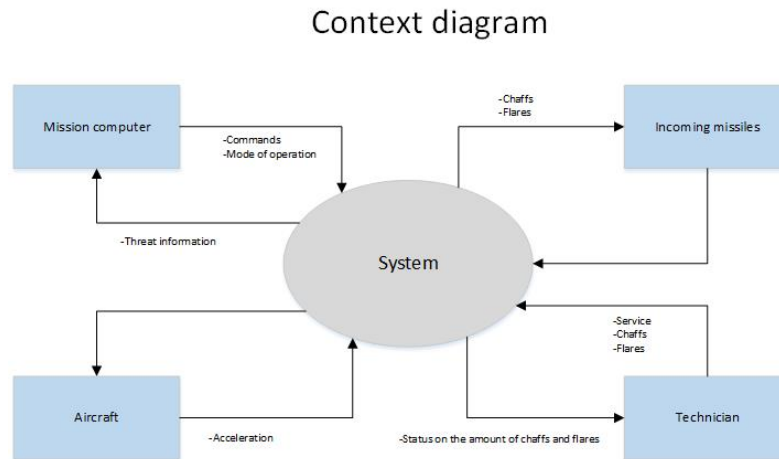 Context diagram
Mission computer
-Commands
-Mode of operation
-Chaffs
-Flares
Incoming missiles
-Threat information
System
-Service
-Chaffs
-Flares
Aircraft
-Acceleration
-Status on the amount of chaffs and flares
Technician